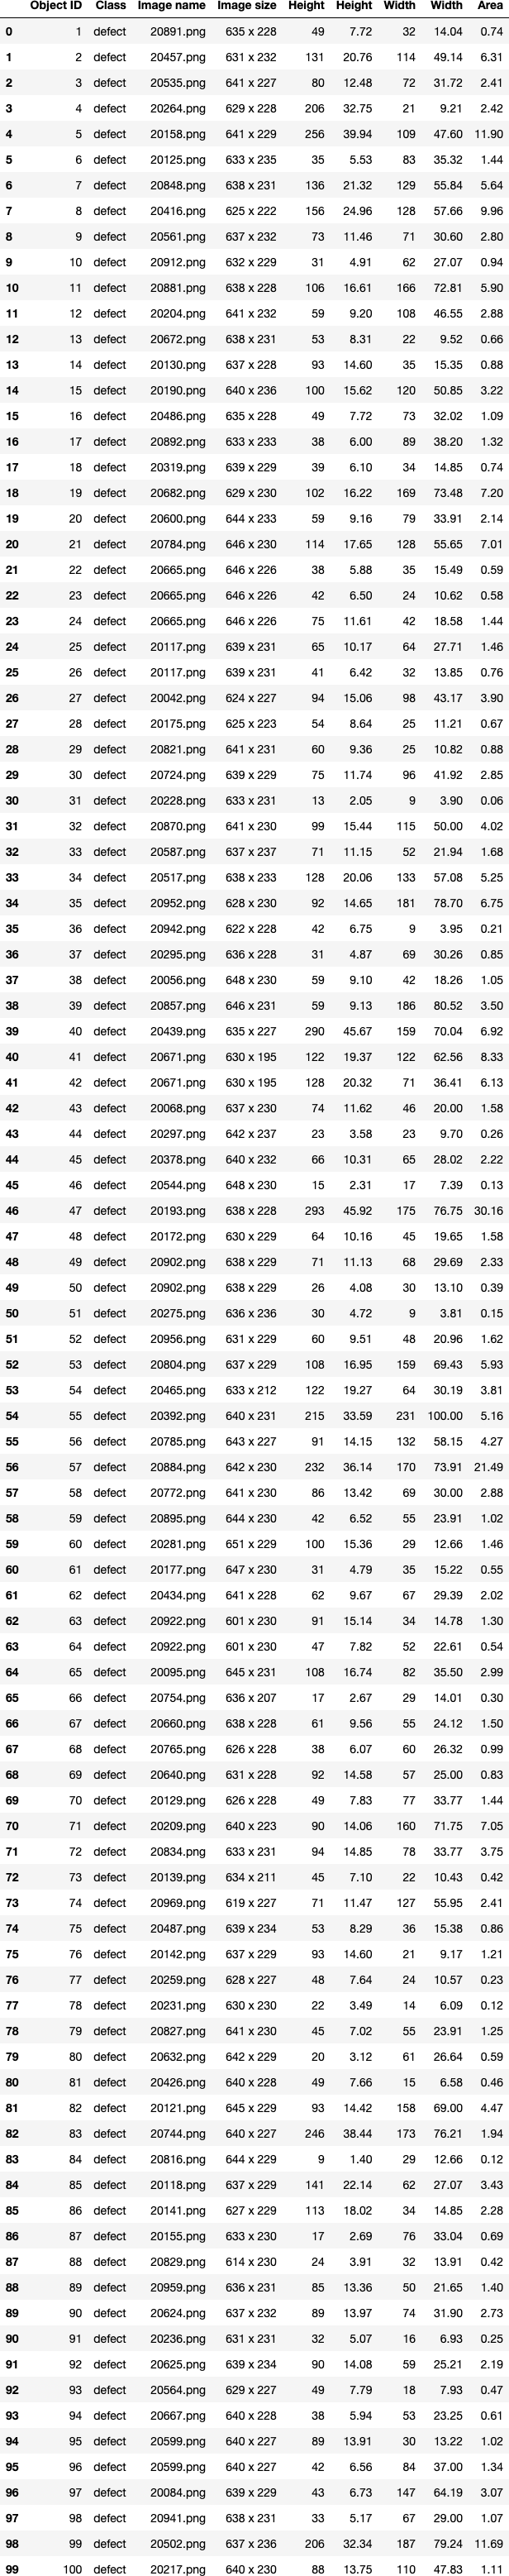 Object ID Class Image name Image size Height Height Width Width Area
0 1 defect 20891.png 635 x 228 49 7.72 32 14.04 0.74
1 2 defect 20457.png 631 x 232 131 20.76 114 49.14 6.31
2 3 defect 20535.png 641 x 227 80 12.48 72 31.72 2.41
3 4 defect 20264.png 629 x 228 206 32.75 21 9.21 2.42
4 5 defect 20158.png 641 x 229 256 39.94 109 47.60 11.90
5 6 defect 20125.png 633 x 235 35 5.53 83 35.32 1.44
6 7 defect 20848.png 638 x 231 136 21.32 129 55.84 5.64
7 8 defect 20416.png 625 x 222 156 24.96 128 57.66 9.96
8 9 defect 20561.png 637 x 232 73 11.46 71 30.60 2.80
9 10 defect 20912.png 632 x 229 31 4.91 62 27.07 0.94
10 11 defect 20881.png 638 x 228 106 16.61 166 72.81 5.90
11 12 defect 20204.png 641 x 232 59 9.20 108 46.55 2.88
12 13 defect 20672.png 638 x 231 53 8.31 22 9.52 0.66
13 14 defect 20130.png 637 x 228 93 14.60 35 15.35 0.88
14 15 defect 20190.png 640 x 236 100 15.62 120 50.85 3.22
15 16 defect 20486.png 635 x 228 49 7.72 73 32.02 1.09
16 17 defect 20892.png 633 x 233 38 6.00 89 38.20 1.32
17 18 defect 20319.png 639 x 229 39 6.10 34 14.85 0.74
18 19 defect 20682.png 629 x 230 102 16.22 169 73.48 7.20
19 20 defect 20600.png 644 x 233 59 9.16 79 33.91 2.14
20 21 defect 20784.png 646 x 230 114 17.65 128 55.65 7.01
21 22 defect 20665.png 646 x 226 38 5.88 35 15.49 0.59
22 23 defect 20665.png 646 x 226 42 6.50 24 10.62 0.58
23 24 defect 20665.png 646 x 226 75 11.61 42 18.58 1.44
24 25 defect 20117.png 639 x 231 65 10.17 64 27.71 1.46
25 26 defect 20117.png 639 x 231 41 6.42 32 13.85 0.76
26 27 defect 20042.png 624 x 227 94 15.06 98 43.17 3.90
27 28 defect 20175.png 625 x 223 54 8.64 25 11.21 0.67
28 29 defect 20821.png 641 x 231 60 9.36 25 10.82 0.88
29 30 defect 20724.png 639 x 229 75 11.74 96 41.92 2.85
30 31 defect 20228.png 633 x 231 13 2.05 9 3.90 0.06
31 32 defect 20870.png 641 x 230 99 15.44 115 50.00 4.02
32 33 defect 20587.png 637 x 237 71 11.15 52 21.94 1.68
33 34 defect 20517.png 638 x 233 128 20.06 133 57.08 5.25
34 35 defect 20952.png 628 x 230 92 14.65 181 78.70 6.75
35 36 defect 20942.png 622 x 228 42 6.75 9 3.95 0.21
36 37 defect 20295.png 636 x 228 31 4.87 69 30.26 0.85
37 38 defect 20056.png 648 x 230 59 9.10 42 18.26 1.05
38 39 defect 20857.png 646 x 231 59 9.13 186 80.52 3.50
39 40 defect 20439.png 635 x 227 290 45.67 159 70.04 6.92
40 41 defect 20671.png 630 x 195 122 19.37 122 62.56 8.33
41 42 defect 20671.png 630 x 195 128 20.32 71 36.41 6.13
42 43 defect 20068.png 637 x 230 74 11.62 46 20.00 1.58
43 44 defect 20297.png 642 x 237 23 3.58 23 9.70 0.26
44 45 defect 20378.png 640 x 232 66 10.31 65 28.02 2.22
45 46 defect 20544.png 648 x 230 15 2.31 17 7.39 0.13
46 47 defect 20193.png 638 x 228 293 45.92 175 76.75 30.16
47 48 defect 20172.png 630 x 229 64 10.16 45 19.65 1.58
48 49 defect 20902.png 638 x 229 71 11.13 68 29.69 2.33
49 50 defect 20902.png 638 x 229 26 4.08 30 13.10 0.39
50 51 defect 20275.png 636 x 236 30 4.72 9 3.81 0.15
51 52 defect 20956.png 631 x 229 60 9.51 48 20.96 1.62
52 53 defect 20804.png 637 x 229 108 16.95 159 69.43 5.93
53 54 defect 20465.png 633 x 212 122 19.27 64 30.19 3.81
54 55 defect 20392.png 640 x 231 215 33.59 231 100.00 5.16
55 56 defect 20785.png 643 x 227 91 14.15 132 58.15 4.27
56 57 defect 20884.png 642 x 230 232 36.14 170 73.91 21.49
57 58 defect 20772.png 641 x 230 86 13.42 69 30.00 2.88
58 59 defect 20895.png 644 x 230 42 6.52 55 23.91 1.02
59 60 defect 20281.png 651 x 229 100 15.36 29 12.66 1.46
60 61 defect 20177.png 647 x 230 31 4.79 35 15.22 0.55
61 62 defect 20434.png 641 x 228 62 9.67 67 29.39 2.02
62 63 defect 20922.png 601 x 230 91 15.14 34 14.78 1.30
63 64 defect 20922.png 601 x 230 47 7.82 52 22.61 0.54
64 65 defect 20095.png 645 x 231 108 16.74 82 35.50 2.99
65 66 defect 20754.png 636 x 207 17 2.67 29 14.01 0.30
66 67 defect 20660.png 638 x 228 61 9.56 55 24.12 1.50
67 68 defect 20765.png 626 x 228 38 6.07 60 26.32 0.99
68 69 defect 20640.png 631 x 228 92 14.58 57 25.00 0.83
69 70 defect 20129.png 626 x 228 49 7.83 77 33.77 1.44
70 71 defect 20209.png 640 x 223 90 14.06 160 71.75 7.05
71 72 defect 20834.png 633 x 231 94 14.85 78 33.77 3.75
72 73 defect 20139.png 634 x 211 45 7.10 22 10.43 0.42
73 74 defect 20969.png 619 x 227 71 11.47 127 55.95 2.41
74 75 defect 20487.png 639 x 234 53 8.29 36 15.38 0.86
75 76 defect 20142.png 637 x 229 93 14.60 21 9.17 1.21
76 77 defect 20259.png 628 x 227 48 7.64 24 10.57 0.23
77 78 defect 20231.png 630 x 230 22 3.49 14 6.09 0.12
78 79 defect 20827.png 641 x 230 45 7.02 55 23.91 1.25
79 80 defect 20632.png 642 x 229 20 3.12 61 26.64 0.59
80 81 defect 20426.png 640 x 228 49 7.66 15 6.58 0.46
81 82 defect 20121.png 645 x 229 93 14.42 158 69.00 4.47
82 83 defect 20744.png 640 x 227 246 38.44 173 76.21 1.94
83 84 defect 20816.png 644 x 229 9 1.40 29 12.66 0.12
84 85 defect 20118.png 637 x 229 141 22.14 62 27.07 3.43
85 86 defect 20141.png 627 x 229 113 18.02 34 14.85 2.28
86 87 defect 20155.png 633 x 230 17 2.69 76 33.04 0.69
87 88 defect 20829.png 614 x 230 24 3.91 32 13.91 0.42
88 89 defect 20959.png 636 x 231 85 13.36 50 21.65 1.40
89 90 defect 20624.png 637 x 232 89 13.97 74 31.90 2.73
90 91 defect 20236.png 631 x 231 32 5.07 16 6.93 0.25
91 92 defect 20625.png 639 x 234 90 14.08 59 25.21 2.19
92 93 defect 20564.png 629 x 227 49 7.79 18 7.93 0.47
93 94 defect 20667.png 640 x 228 38 5.94 53 23.25 0.61
94 95 defect 20599.png 640 x 227 89 13.91 30 13.22 1.02
95 96 defect 20599.png 640 x 227 42 6.56 84 37.00 1.34
96 97 defect 20084.png 639 x 229 43 6.73 147 64.19 3.07
97 98 defect 20941.png 638 x 231 33 5.17 67 29.00 1.07
98 99 defect 20502.png 637 x 236 206 32.34 187 79.24 11.69
99 100 defect 20217.png 640 x 230 88 13.75 110 47.83 1.11